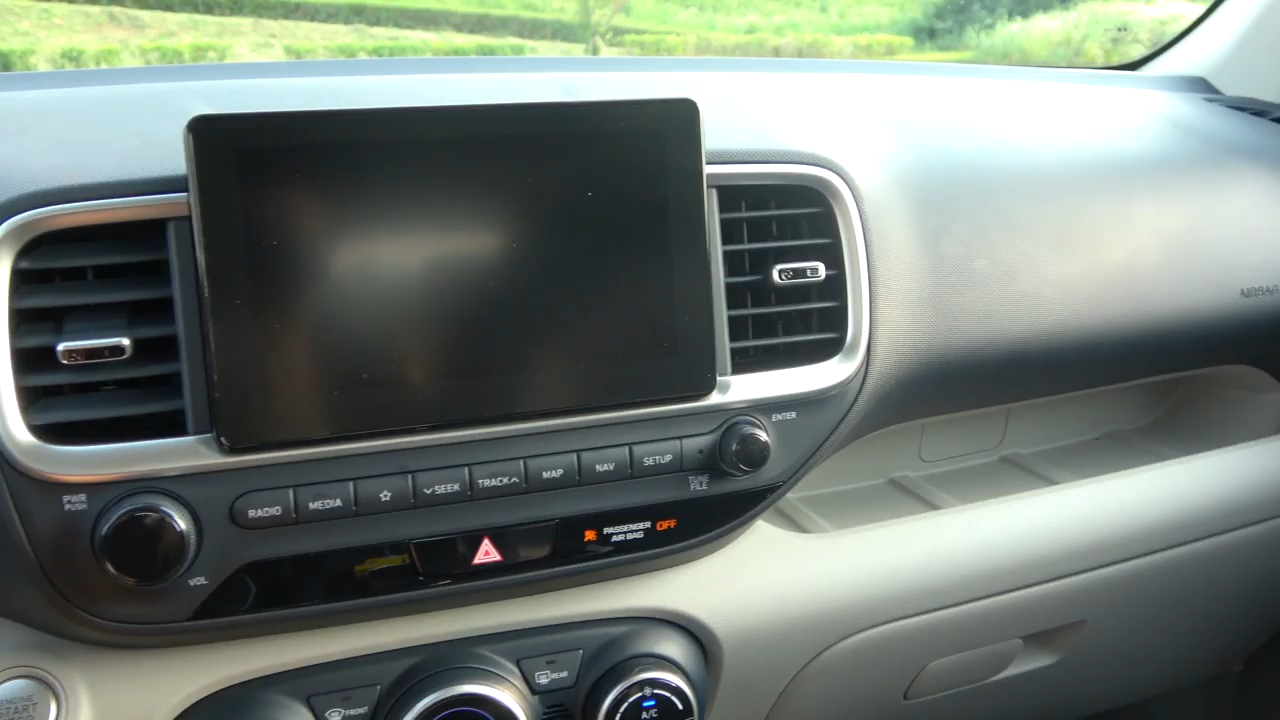 AIRBAG
ENTER
PWR
PUSH
RADIO
MEDIA
SEEK
TRACK
MAP
NAV
SETUP
TUNE
FILE
VOL
PASSENGER
AIR BAG
OFF
FRONT
REAR
A/C
ENGINE
START